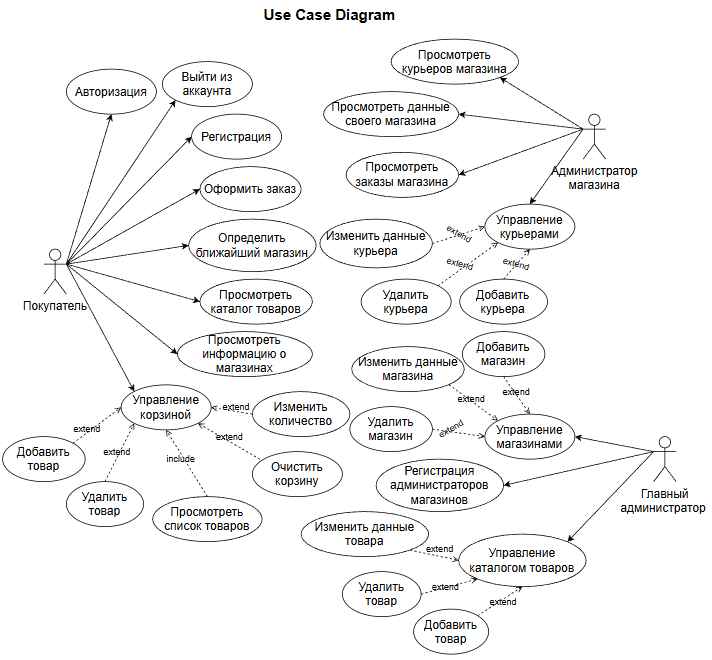 Use Case Diagram
Просмотреть
курьеров магазина
Авторизация
Выйти из
аккаунта
Просмотреть данные
своего магазина
Регистрация
Просмотреть
заказы магазина
Администратор
магазина
Оформить заказ
Управление
курьерами
Изменить данные
курьера
extend
Определить
ближайший магазин
extend
extend
Удалить
курьера
Добавить
курьера
Покупатель
Просмотреть
каталог товаров
Просмотреть
информацию о
магазинах
Добавить
магазин
Изменить данные
магазина
extend
extend
Управление
корзиной
extend
Изменить
количество
Удалить
магазин
extend
Управление
магазинами
extend
extend
extend
include
Добавить
товар
Удалить
товар
Очистить
корзину
Просмотреть
список товаров
Регистрация
администраторов
магазинов
Главный
администратор
Изменить данные
товара
extend
Управление
каталогом товаров
Удалить
товар
extend
extend
Добавить
товар